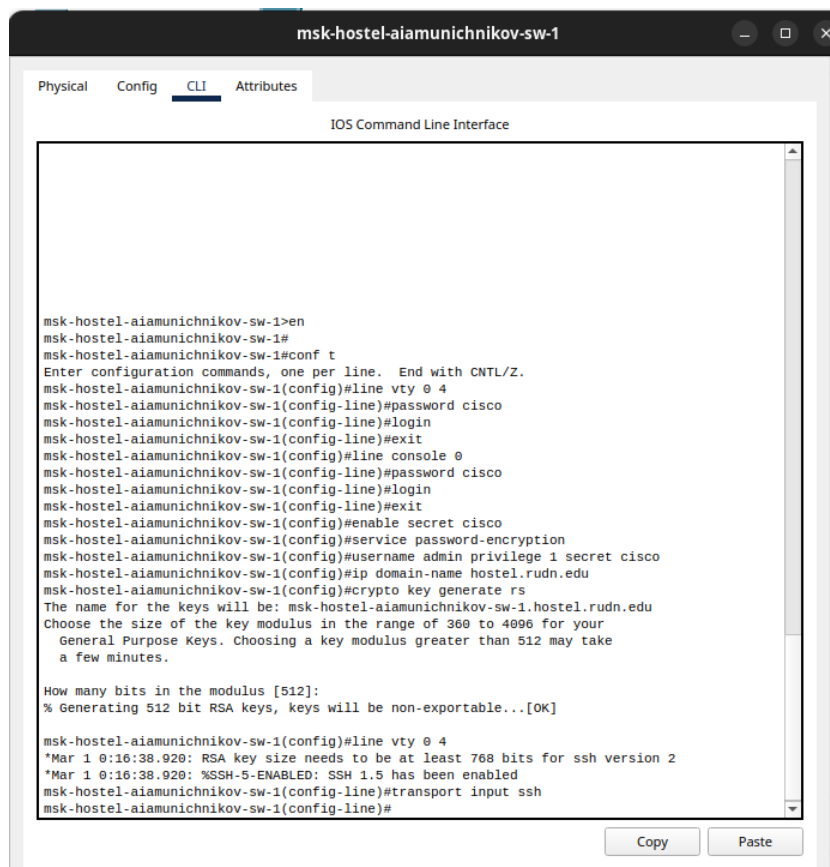 msk-hostel-aiamunichnikov-sw-1
Physical Config CLI Attributes
IOS Command Line Interface
msk-hostel-aiamunichnikov-sw-1>en
msk-hostel-aiamunichnikov-sw-1#
msk-hostel-aiamunichnikov-sw-1#conf t
Enter configuration commands, one per line.  End with CNTL/Z.
msk-hostel-aiamunichnikov-sw-1(config)#line vty 0 4
msk-hostel-aiamunichnikov-sw-1(config-line)#password cisco
msk-hostel-aiamunichnikov-sw-1(config-line)#login
msk-hostel-aiamunichnikov-sw-1(config-line)#exit
msk-hostel-aiamunichnikov-sw-1(config)#line console 0
msk-hostel-aiamunichnikov-sw-1(config-line)#password cisco
msk-hostel-aiamunichnikov-sw-1(config-line)#login
msk-hostel-aiamunichnikov-sw-1(config-line)#exit
msk-hostel-aiamunichnikov-sw-1(config)#enable secret cisco
msk-hostel-aiamunichnikov-sw-1(config)#service password-encryption
msk-hostel-aiamunichnikov-sw-1(config)#username admin privilege 1 secret cisco
msk-hostel-aiamunichnikov-sw-1(config)#ip domain-name hostel.rudn.edu
msk-hostel-aiamunichnikov-sw-1(config)#crypto key generate rs
The name for the keys will be: msk-hostel-aiamunichnikov-sw-1.hostel.rudn.edu
Choose the size of the key modulus in the range of 360 to 4096 for your
  General Purpose Keys. Choosing a key modulus greater than 512 may take
  a few minutes.
How many bits in the modulus [512]:
% Generating 512 bit RSA keys, keys will be non-exportable...[OK]
msk-hostel-aiamunichnikov-sw-1(config)#line vty 0 4
*Mar 1 0:16:38.920: RSA key size needs to be at least 768 bits for ssh version 2
*Mar 1 0:16:38.920: %SSH-5-ENABLED: SSH 1.5 has been enabled
msk-hostel-aiamunichnikov-sw-1(config-line)#transport input ssh
msk-hostel-aiamunichnikov-sw-1(config-line)#
Copy Paste